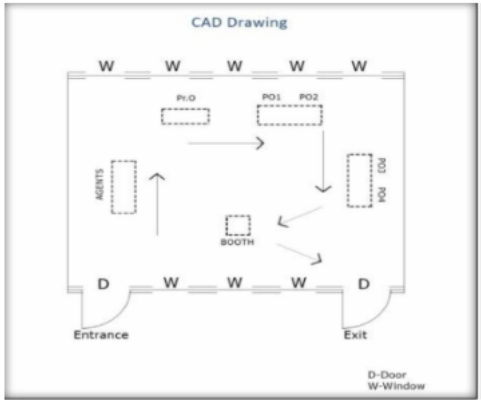 CAD Drawing
W W W W W
Pr.O PO1 PO2
AGENTS
PO3 PO4
BOOTH
D W W W D
Entrance Exit
D-Door
W-Window